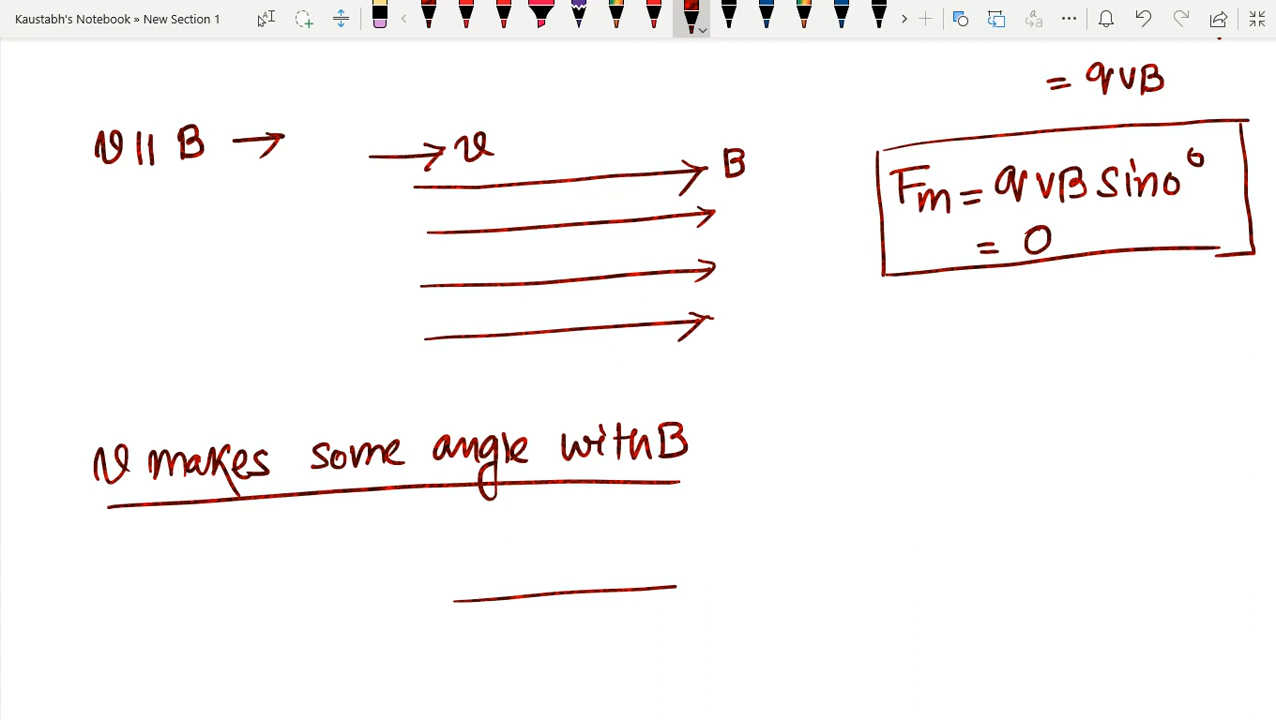 Kaustabh's Notebook » New Section 1
= qvB
v || B →
v
B
Fm = qvB sin0°
= 0
v makes some angle with B